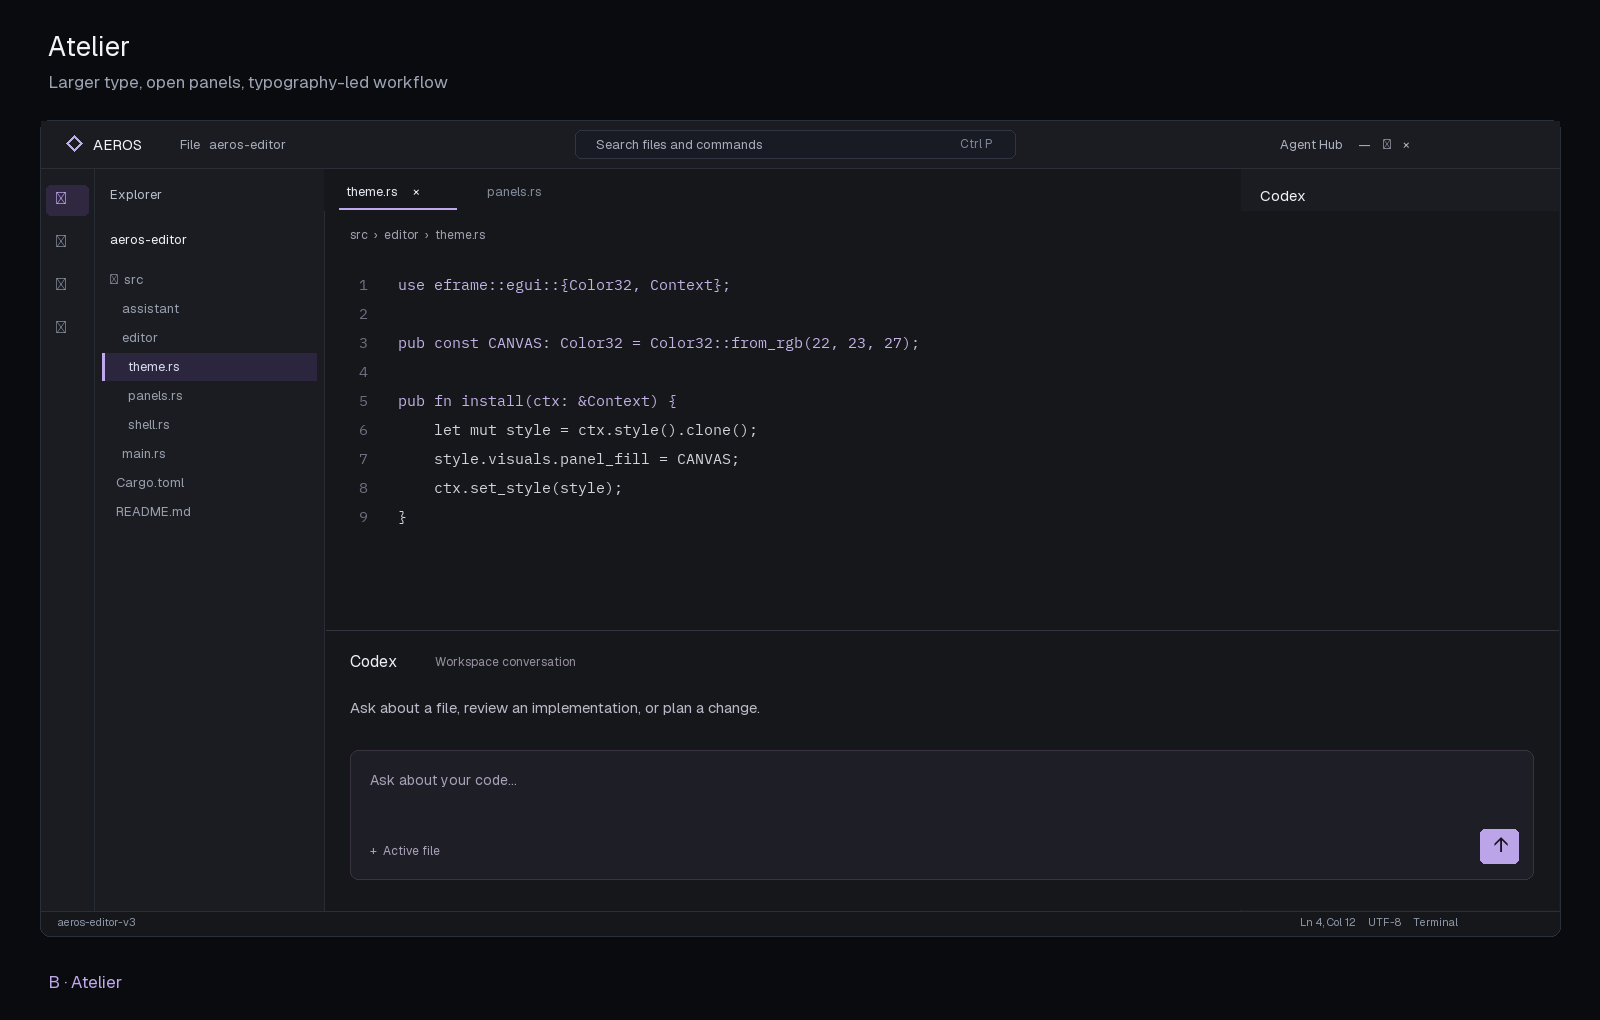 Atelier
Larger type, open panels, typography-led workflow
AEROS File aeros-editor Search files and commands Ctrl P Agent Hub — ×
Explorer
aeros-editor
src
assistant
editor
theme.rs
panels.rs
shell.rs
main.rs
Cargo.toml
README.md
theme.rs × panels.rs
src › editor › theme.rs
1 use eframe::egui::{Color32, Context};
2
3 pub const CANVAS: Color32 = Color32::from_rgb(22, 23, 27);
4
5 pub fn install(ctx: &Context) {
6     let mut style = ctx.style().clone();
7     style.visuals.panel_fill = CANVAS;
8     ctx.set_style(style);
9 }
Codex
Codex Workspace conversation
Ask about a file, review an implementation, or plan a change.
Ask about your code...
+ Active file
↑
aeros-editor-v3 Ln 4, Col 12 UTF-8 Terminal
B · Atelier